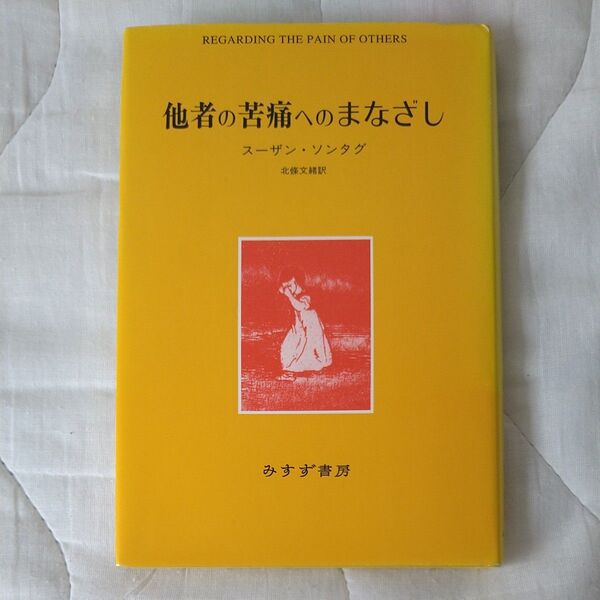 REGARDING THE PAIN OF OTHERS
他者の苦痛へのまなざし
スーザン・ソンタグ
北條文緒訳
みすず書房